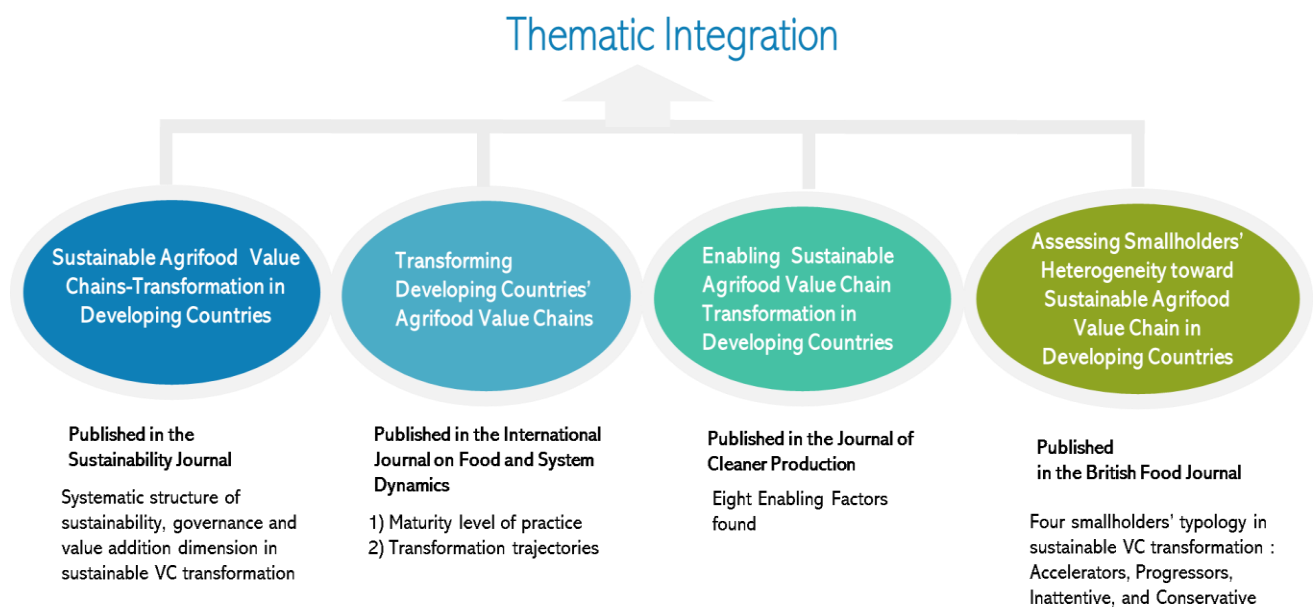 Thematic Integration
Sustainable Agrifood Value
Chains-Transformation in
Developing Countries
Transforming
Developing Countries'
Agrifood Value Chains
Enabling Sustainable
Agrifood Value Chain
Transformation in
Developing Countries
Assessing Smallholders'
Heterogeneity toward
Sustainable Agrifood
Value Chain in
Developing Countries
Published in the
Sustainability Journal
Systematic structure of
sustainability, governance and
value addition dimension in
sustainable VC transformation
Published in the International
Journal on Food and System
Dynamics
1) Maturity level of practice
2) Transformation trajectories
Published in the Journal of
Cleaner Production
Eight Enabling Factors
found
Published
in the British Food Journal
Four smallholders' typology in
sustainable VC transformation :
Accelerators, Progressors,
Inattentive, and Conservative